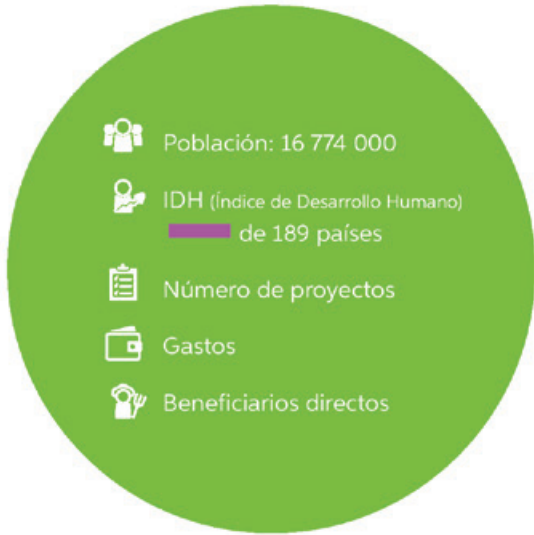 Población: 16 774 000
IDH (Índice de Desarrollo Humano)
de 189 países
Número de proyectos
Gastos
Beneficiarios directos